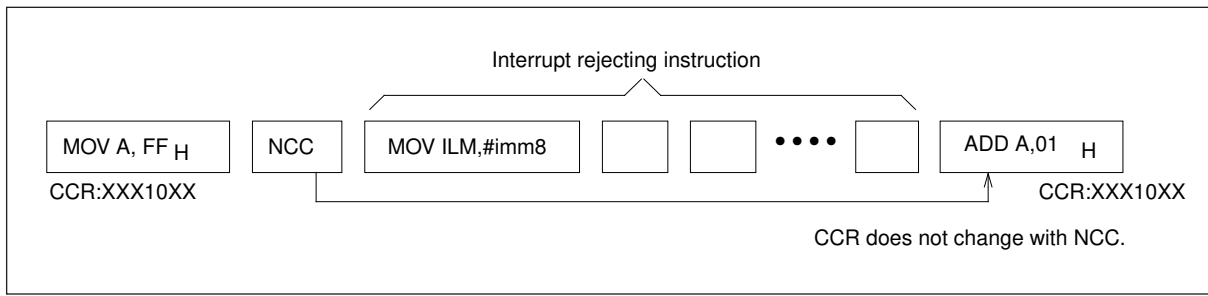 Interrupt rejecting instruction
MOV A, FF H
NCC
MOV ILM,#imm8
ADD A,01 H
CCR:XXX10XX
CCR:XXX10XX
CCR does not change with NCC.